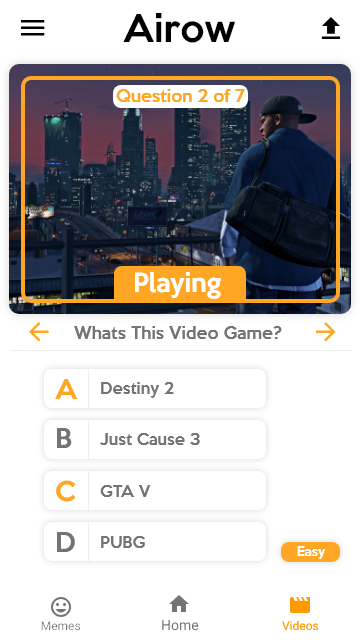 Airow
Question 2 of 7
Playing
Whats This Video Game?
A Destiny 2
B Just Cause 3
C GTA V
D PUBG
Easy
Memes Home Videos